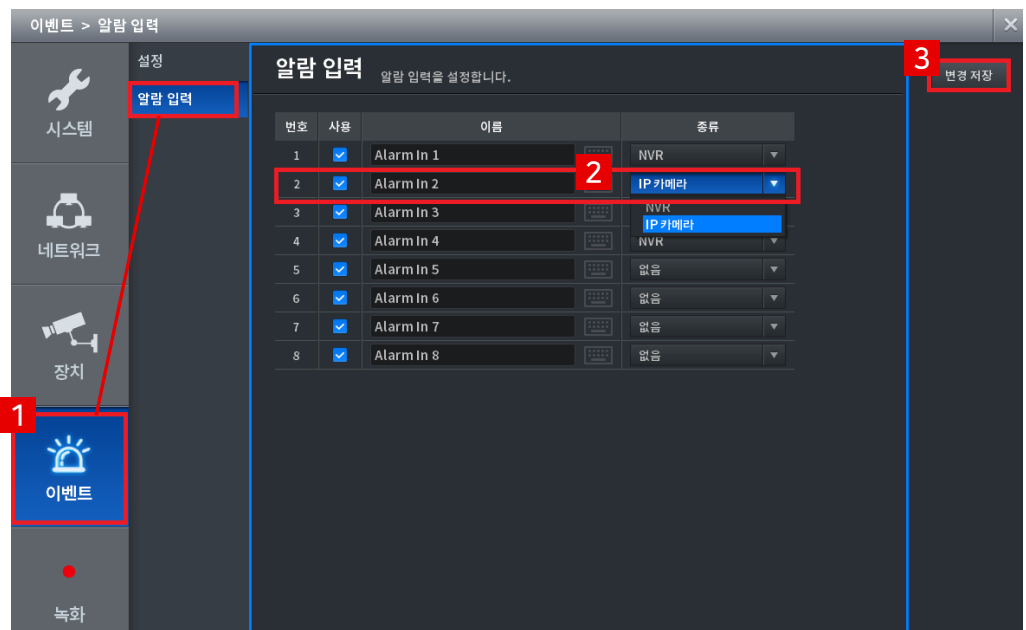 이벤트 > 알람 입력
시스템
네트워크
장치
1
이벤트
녹화
설정
알람 입력
알람 입력 알람 입력을 설정합니다.
번호 사용 이름 종류
1 Alarm In 1 NVR
2 Alarm In 2 2 IP 카메라
NVR
IP 카메라
3 Alarm In 3
4 Alarm In 4 NVR
5 Alarm In 5 없음
6 Alarm In 6 없음
7 Alarm In 7 없음
8 Alarm In 8 없음
3
변경 저장